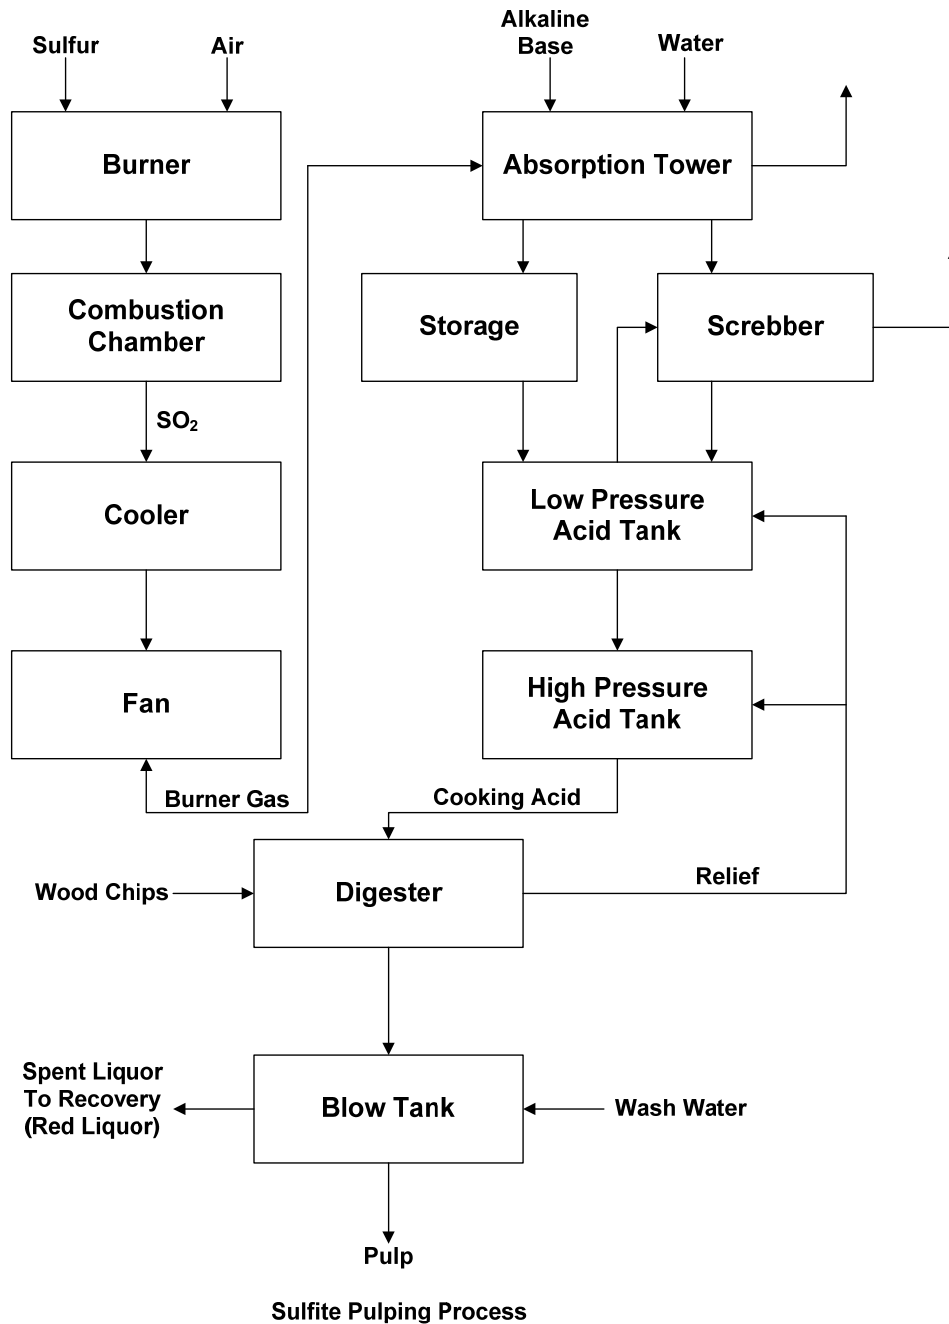 Sulfur
Air
Alkaline
Base
Water
Burner
Absorption Tower
Combustion
Chamber
Storage
Screbber
SO₂
Cooler
Low Pressure
Acid Tank
Fan
High Pressure
Acid Tank
Burner Gas
Cooking Acid
Wood Chips
Digester
Relief
Spent Liquor
To Recovery
(Red Liquor)
Blow Tank
Wash Water
Pulp
Sulfite Pulping Process